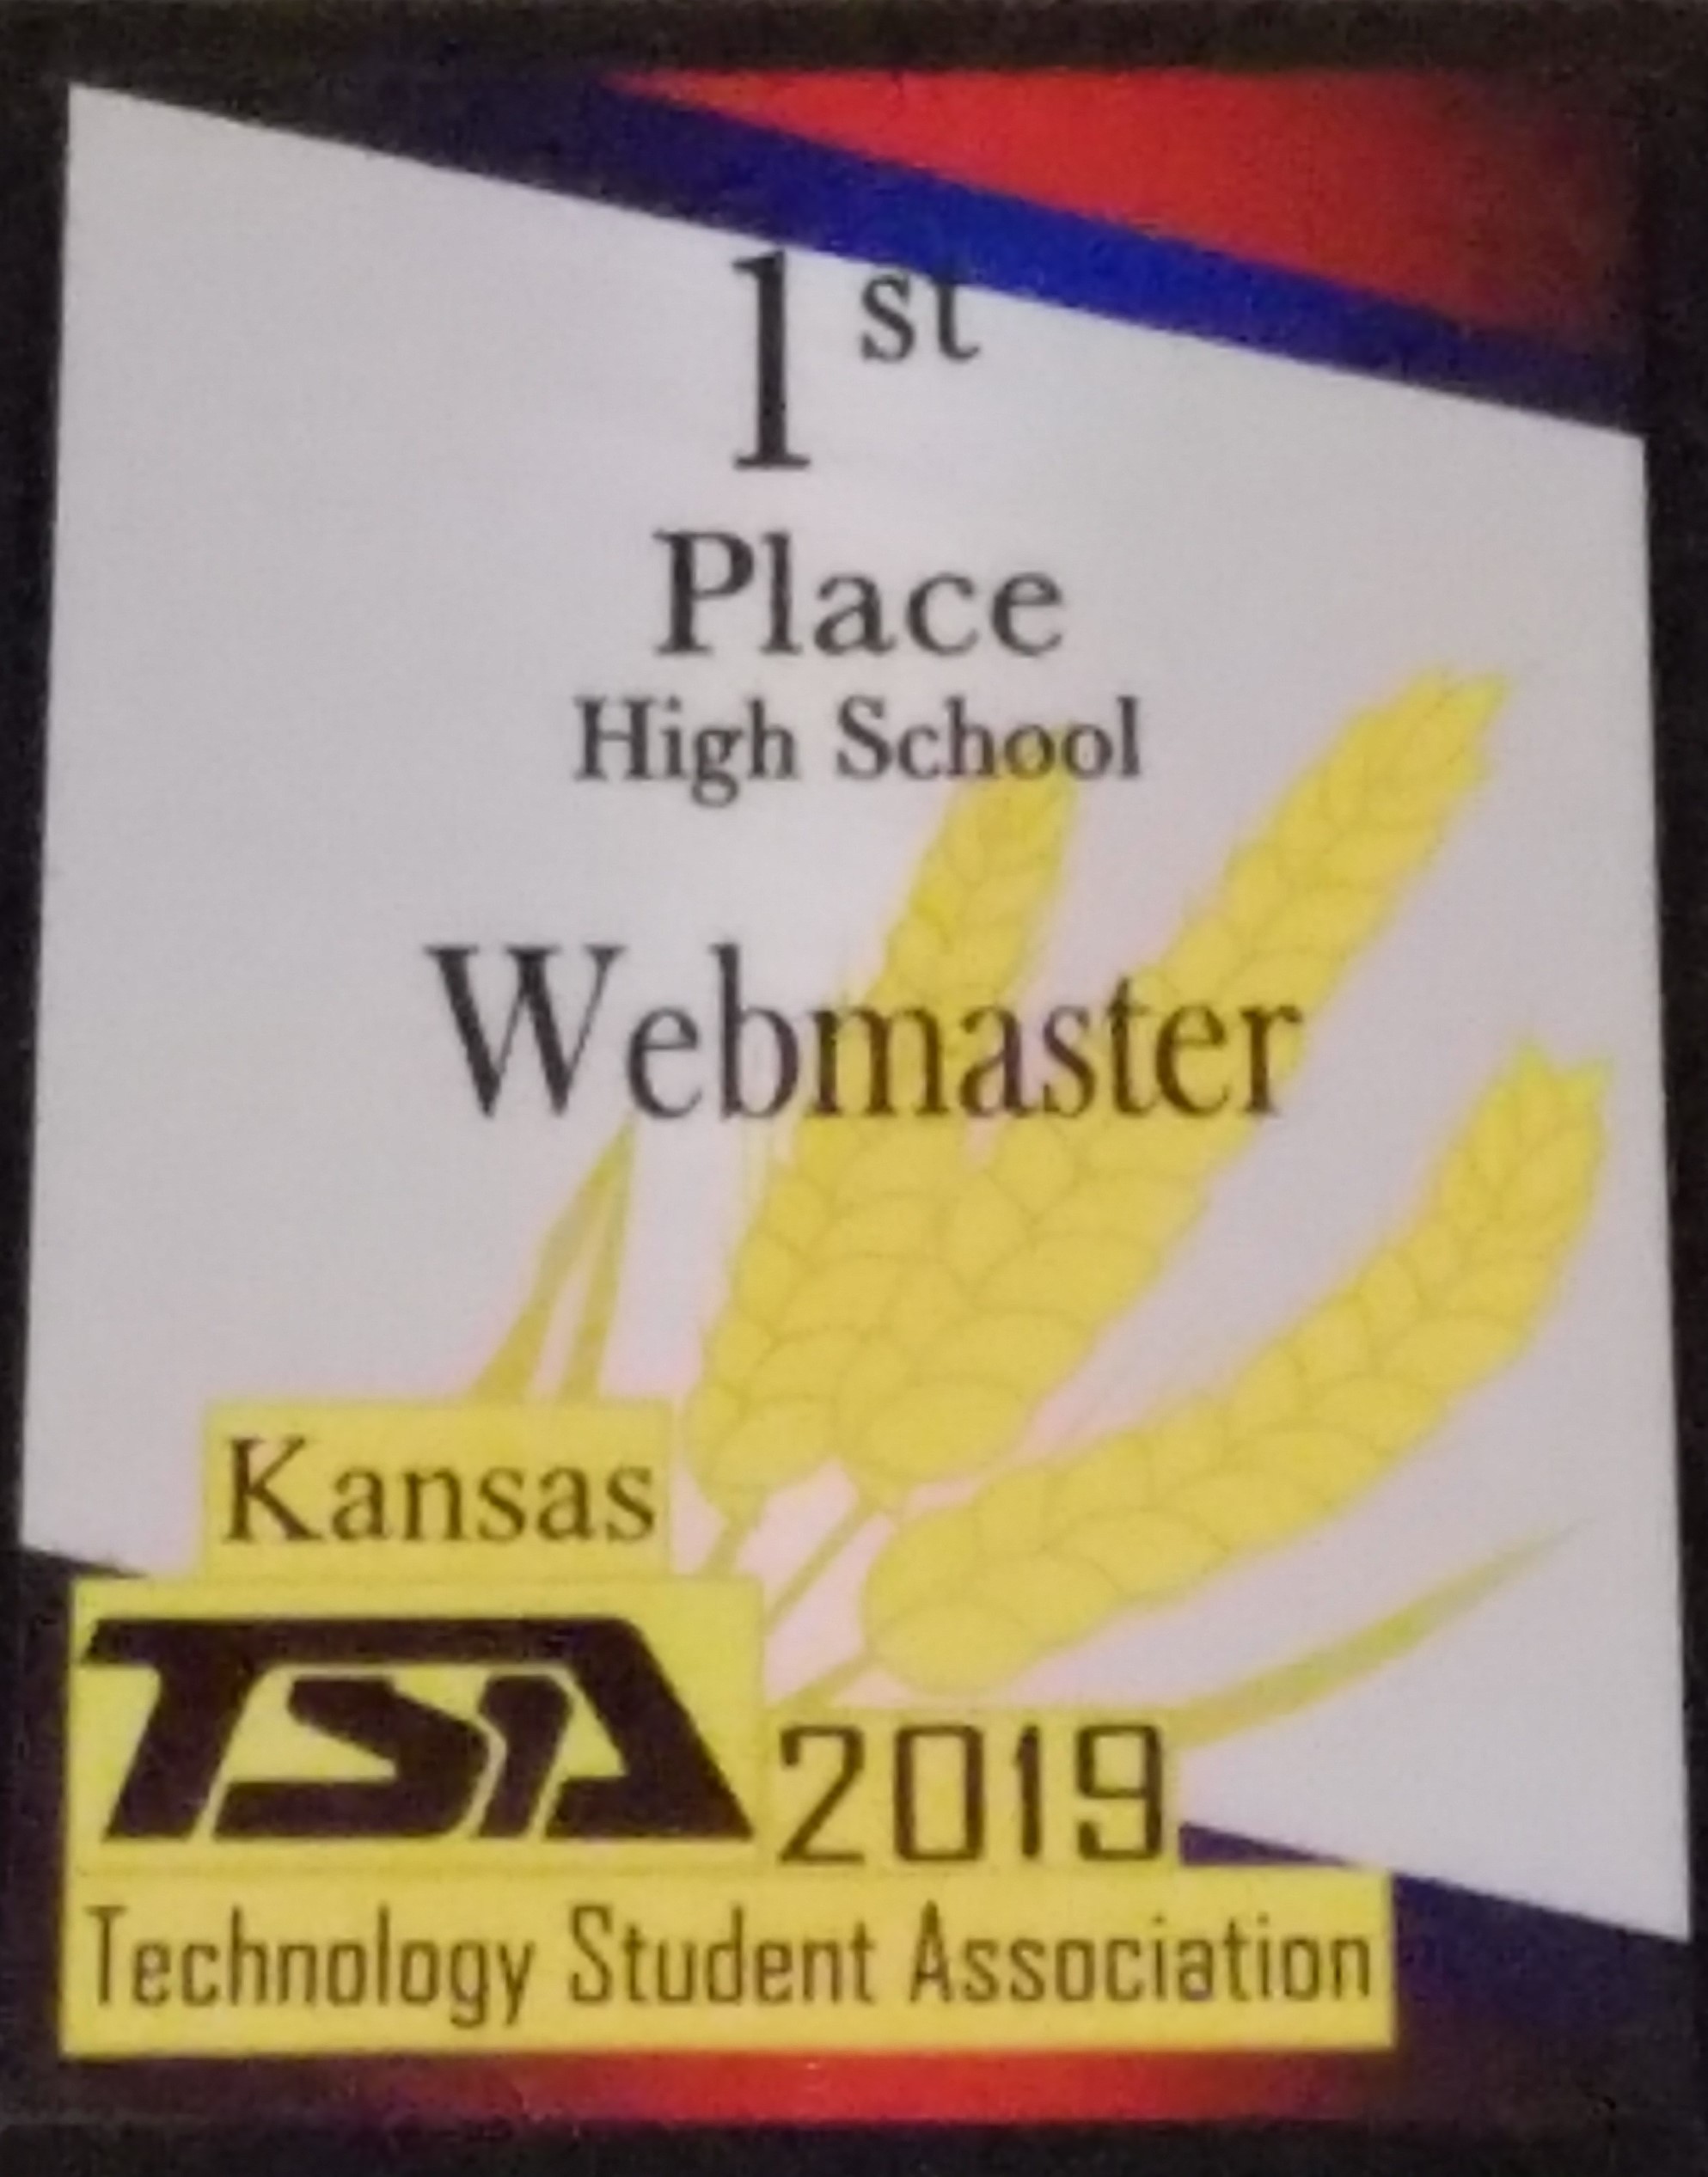 1st
Place
High School
Webmaster
Kansas
TSA 2019
Technology Student Association